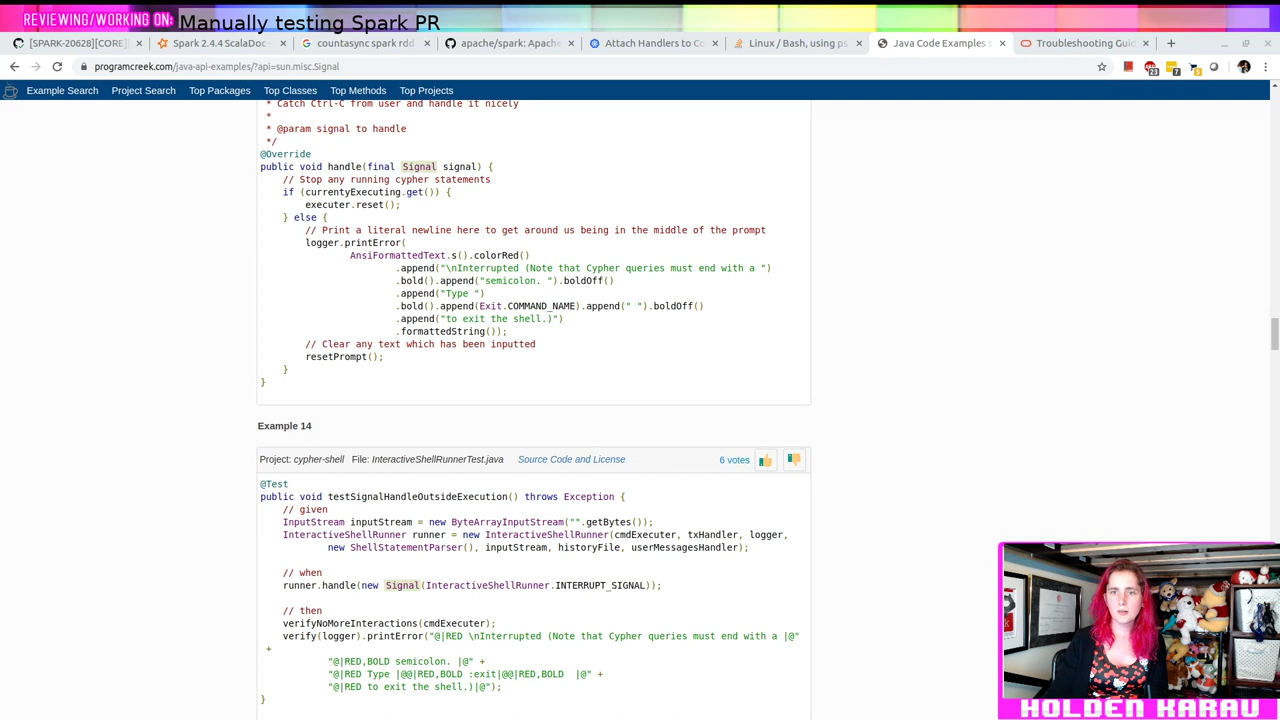 REVIEWING/WORKING ON: Manually testing Spark PR
[SPARK-20628][CORE] Spark 2.4.4 ScalaDoc - countasync spark rdd apache/spark: Apache Attach Handlers to Co Linux / Bash, using ps Java Code Examples s Troubleshooting Guid
programcreek.com/java-api-examples/?api=sun.misc.Signal
23 7 5
Example Search Project Search Top Packages Top Classes Top Methods Top Projects
* Catch Ctrl-C from user and handle it nicely
*
* @param signal to handle
*/
@Override
public void handle(final Signal signal) {
// Stop any running cypher statements
if (currentyExecuting.get()) {
executer.reset();
} else {
// Print a literal newline here to get around us being in the middle of the prompt
logger.printError(
AnsiFormattedText.s().colorRed()
.append("\nInterrupted (Note that Cypher queries must end with a ")
.bold().append("semicolon. ").boldOff()
.append("Type ")
.bold().append(Exit.COMMAND_NAME).append(" ").boldOff()
.append("to exit the shell.)")
.formattedString());
// Clear any text which has been inputted
resetPrompt();
}
}
Example 14
Project: cypher-shell File: InteractiveShellRunnerTest.java Source Code and License 6 votes
@Test
public void testSignalHandleOutsideExecution() throws Exception {
// given
InputStream inputStream = new ByteArrayInputStream("".getBytes());
InteractiveShellRunner runner = new InteractiveShellRunner(cmdExecuter, txHandler, logger,
new ShellStatementParser(), inputStream, historyFile, userMessagesHandler);
// when
runner.handle(new Signal(InteractiveShellRunner.INTERRUPT_SIGNAL));
// then
verifyNoMoreInteractions(cmdExecuter);
verify(logger).printError("@|RED \nInterrupted (Note that Cypher queries must end with a |@"
+
"@|RED,BOLD semicolon. |@" +
"@|RED Type |@@|RED,BOLD :exit|@@|RED,BOLD  |@" +
"@|RED to exit the shell.)|@");
}
HOLDEN KARAU